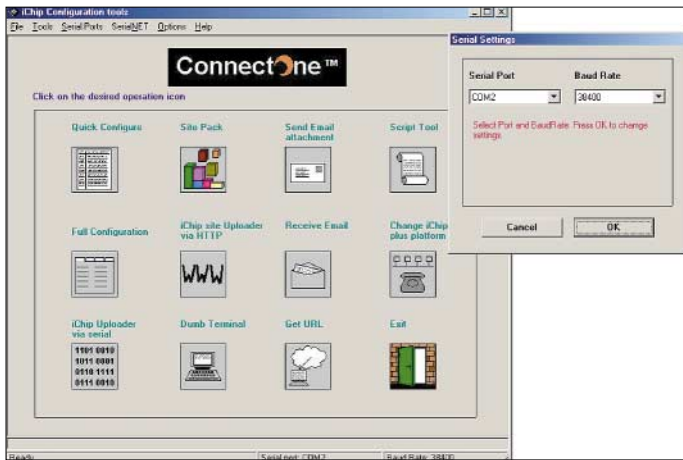 iChip Configuration tools
File Tools Serial Ports SerialNET Options Help
ConnectOne™
Click on the desired operation icon
Quick Configure
Site Pack
Send Email attachment
Script Tool
Full Configuration
iChip site Uploader via HTTP
Receive Email
Change iChip plus platform
WWW
iChip Uploader via serial
Dumb Terminal
Get URL
Exit
1101 0010
1011 0001
0110 1111
0111 0010
Ready
Serial port: COM2
Baud Rate: 38400
Serial Settings
Serial Port
Baud Rate
COM2
38400
Select Port and BaudRate. Press OK to change
settings.
Cancel
OK